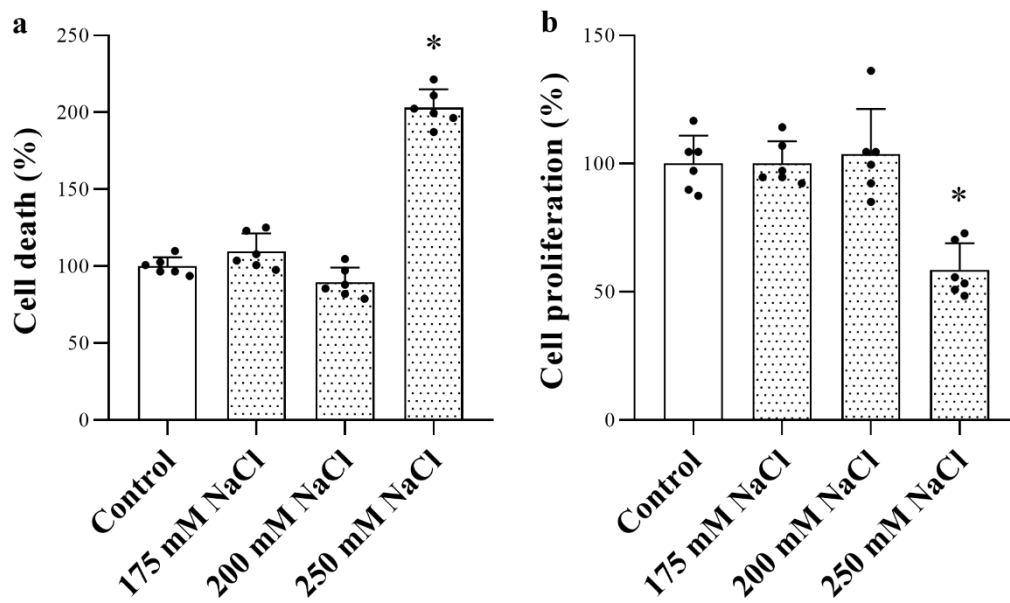 a
Cell death (%)
250
200
150
100
50
0
*
Control
175 mM NaCl
200 mM NaCl
250 mM NaCl
b
Cell proliferation (%)
150
100
50
0
*
Control
175 mM NaCl
200 mM NaCl
250 mM NaCl